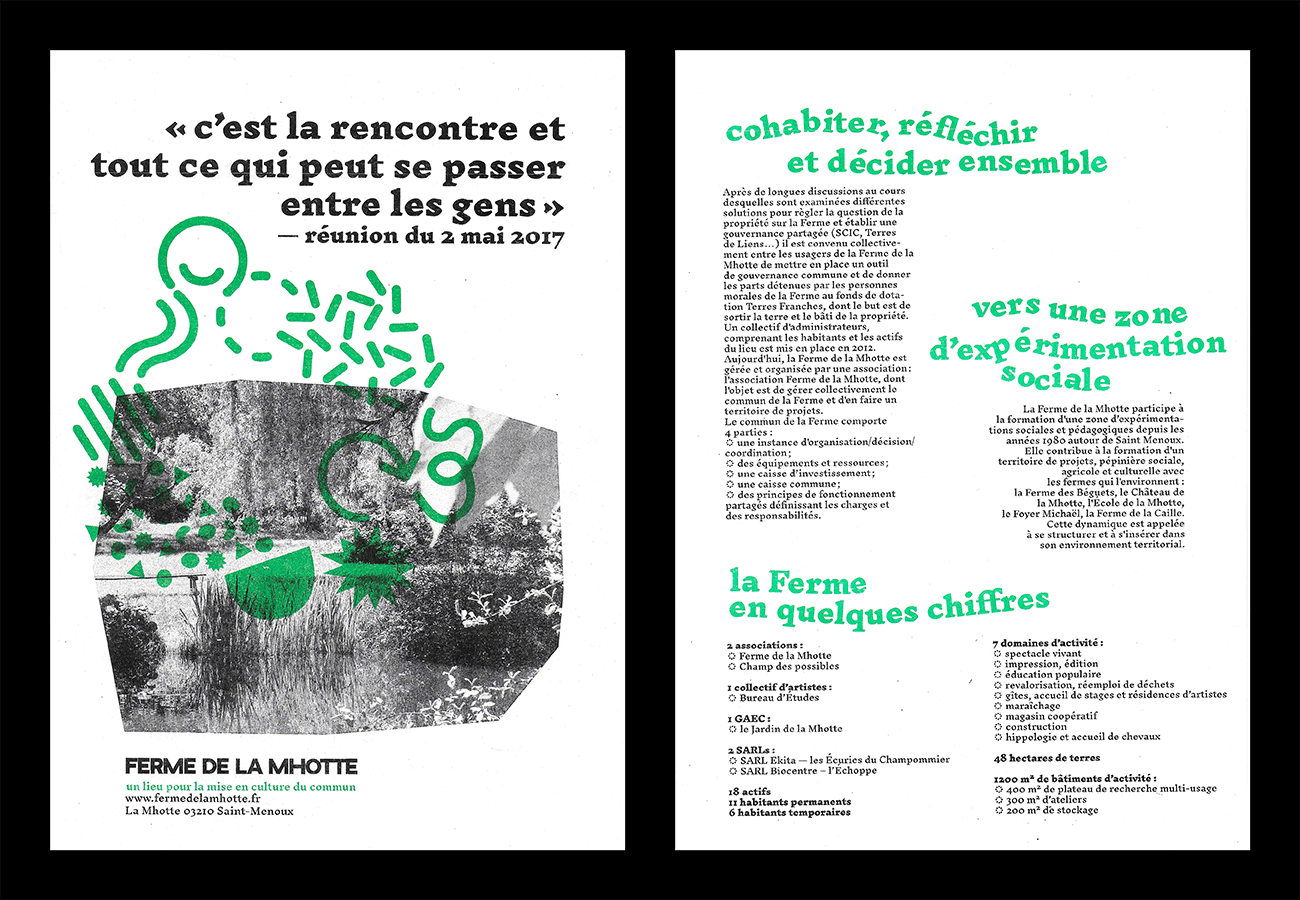 « c’est la rencontre et
tout ce qui peut se passer
entre les gens »
— réunion du 2 mai 2017
FERME DE LA MHOTTE
un lieu pour la mise en culture du commun
www.fermedelamhotte.fr
La Mhotte 03210 Saint-Menoux
cohabiter, réfléchir
et décider ensemble
Après de longues discussions au cours
desquelles sont examinées différentes
solutions pour règler la question de la
propriété sur la Ferme et établir une
gouvernance partagée (SCIC, Terres
de Liens…) il est convenu collective-
ment entre les usagers de la Ferme de la
Mhotte de mettre en place un outil
de gouvernance commune et de donner
les parts détenues par les personnes
morales de la Ferme au fonds de dota-
tion Terres Franches, dont le but est de
sortir la terre et le bâti de la propriété.
Un collectif d’administrateurs,
comprenant les habitants et les actifs
du lieu est mis en place en 2012.
Aujourd’hui, la Ferme de la Mhotte est
gérée et organisée par une association :
l’association Ferme de la Mhotte, dont
l’objet est de gérer collectivement le
commun de la Ferme et d’en faire un
territoire de projets.
Le commun de la Ferme comporte
4 parties :
◌ une instance d’organisation/décision/
coordination ;
◌ des équipements et ressources ;
◌ une caisse d’investissement ;
◌ une caisse commune ;
◌ des principes de fonctionnement
partagés définissant les charges et
des responsabilités.
vers une zone
d’expérimentation
sociale
La Ferme de la Mhotte participe à
la formation d’une zone d’expérimenta-
tions sociales et pédagogiques depuis les
années 1980 autour de Saint Menoux.
Elle contribue à la formation d’un
territoire de projets, pépinière sociale,
agricole et culturelle avec
les fermes qui l’environnent :
la Ferme des Béguets, le Château de
la Mhotte, l’Ecole de la Mhotte,
le Foyer Michaël, la Ferme de la Caille.
Cette dynamique est appelée
à se structurer et à s’insérer dans
son environnement territorial.
la Ferme
en quelques chiffres
2 associations :
◌ Ferme de la Mhotte
◌ Champ des possibles
1 collectif d’artistes :
◌ Bureau d’Études
1 GAEC :
◌ le Jardin de la Mhotte
2 SARLs :
◌ SARL Ekita — les Écuries du Champommier
◌ SARL Biocentre – l’Échoppe
18 actifs
11 habitants permanents
6 habitants temporaires
7 domaines d’activité :
◌ spectacle vivant
◌ impression, édition
◌ éducation populaire
◌ revalorisation, réemploi de déchets
◌ gîtes, accueil de stages et résidences d’artistes
◌ maraîchage
◌ magasin coopératif
◌ construction
◌ hippologie et accueil de chevaux
48 hectares de terres
1200 m² de bâtiments d’activité :
◌ 400 m² de plateau de recherche multi-usage
◌ 300 m² d’ateliers
◌ 200 m² de stockage